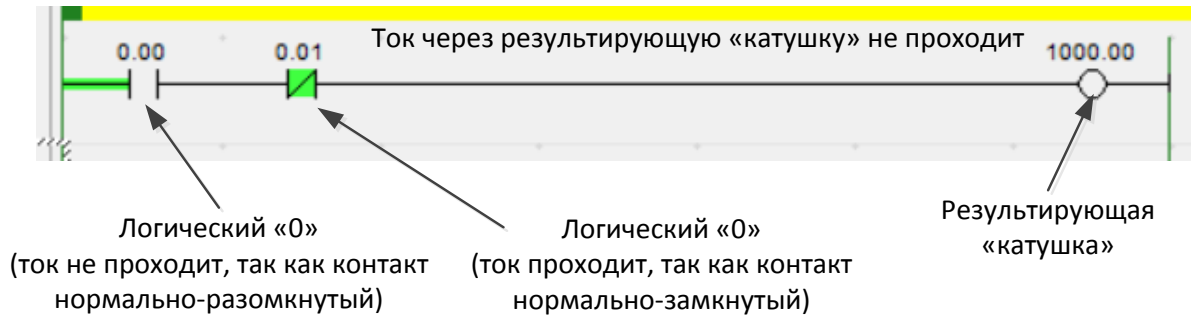 Ток через результирующую «катушку» не проходит
0.00
0.01
1000.00
Логический «0»
(ток не проходит, так как контакт
нормально-разомкнутый)
Логический «0»
(ток проходит, так как контакт
нормально-замкнутый)
Результирующая
«катушка»